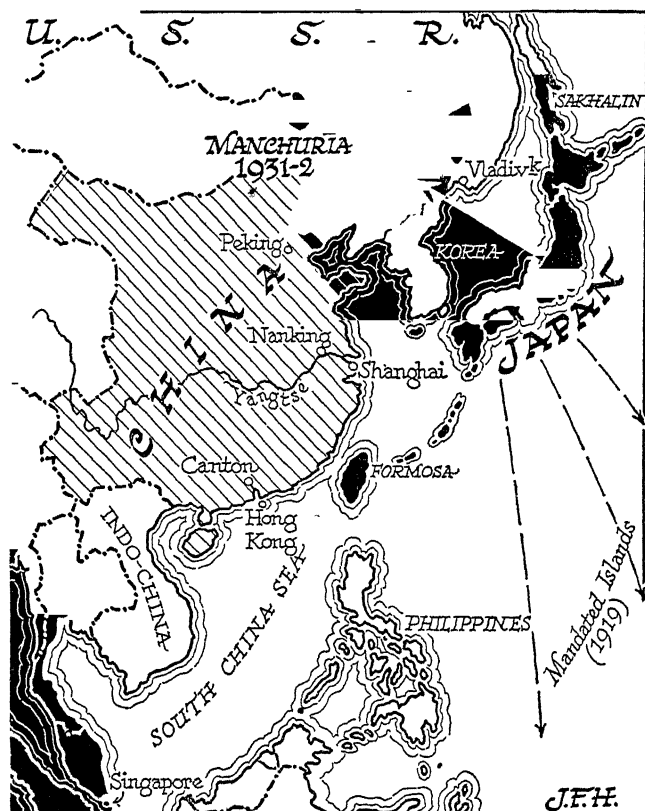 U. S. S. R.
SAKHALIN
MANCHURIA
1931-2
Vladivk
Peking
KOREA
CHINA
JAPAN
Nanking
Shanghai
Yangtse
Canton
FORMOSA
Hong
Kong
INDO-CHINA
SOUTH CHINA SEA
PHILIPPINES
Mandated Islands
(1919)
Singapore
J.F.H.